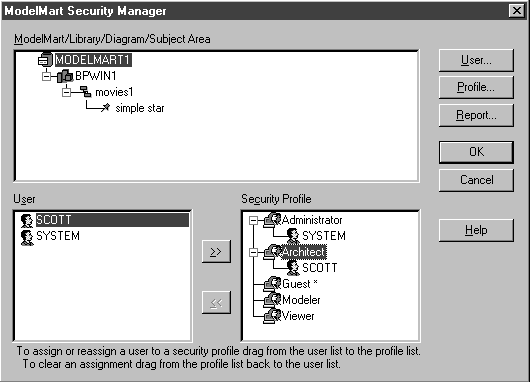 ModelMart Security Manager
ModelMart/Library/Diagram/Subject Area
MODELMART1
BPWIN1
movies1
simple star
User...
Profile...
Report...
OK
Cancel
Help
User
SCOTT
SYSTEM
>>
<<
Security Profile
Administrator
SYSTEM
Architect
SCOTT
Guest *
Modeler
Viewer
To assign or reassign a user to a security profile drag from the user list to the profile list.
To clear an assignment drag from the profile list back to the user list.